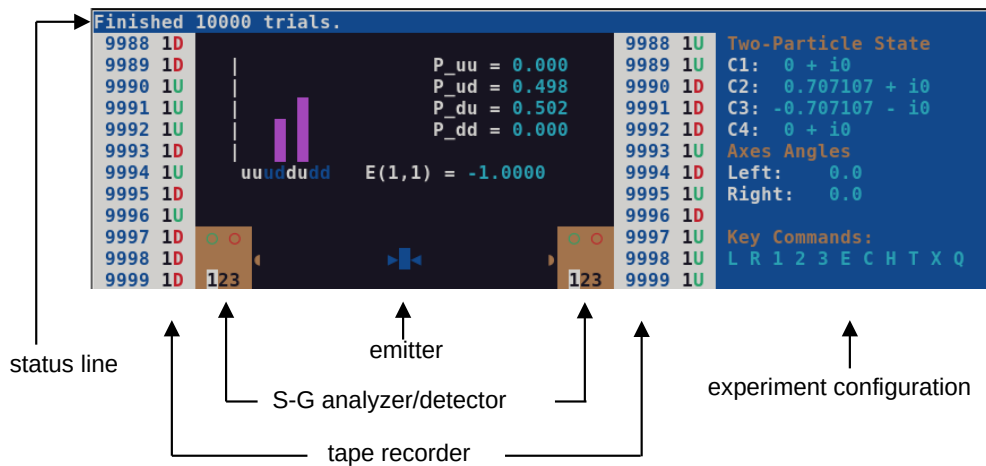 Finished 10000 trials.
9988 1D 9988 1U Two-Particle State
9989 1D | P_uu = 0.000 9989 1U C1: 0 + i0
9990 1U | P_ud = 0.498 9990 1D C2: 0.707107 + i0
9991 1U | P_du = 0.502 9991 1D C3: -0.707107 - i0
9992 1U | P_dd = 0.000 9992 1D C4: 0 + i0
9993 1D | 9993 1U Axes Angles
9994 1U uuudduudd E(1,1) = -1.0000 9994 1D Left: 0.0
9995 1D 9995 1U Right: 0.0
9996 1U 9996 1D
9997 1D 9997 1U Key Commands:
9998 1D 9998 1U L R 1 2 3 E C H T X Q
9999 1D 123 123 9999 1U
status line
emitter
experiment configuration
S-G analyzer/detector
tape recorder